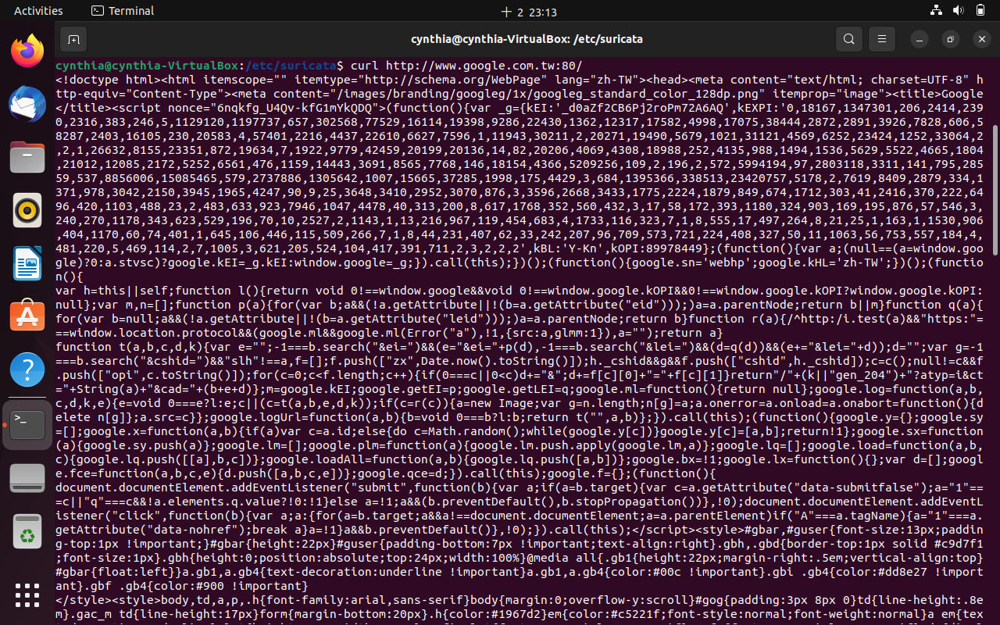 Activities
Terminal
2 23:13
cynthia@cynthia-VirtualBox: /etc/suricata
cynthia@cynthia-VirtualBox:/etc/suricata$ curl http://www.google.com.tw:80/
<!doctype html><html itemscope="" itemtype="http://schema.org/WebPage" lang="zh-TW"><head><meta content="text/html; charset=UTF-8" h
ttp-equiv="Content-Type"><meta content="/images/branding/googleg/1x/googleg_standard_color_128dp.png" itemprop="image"><title>Google
</title><script nonce="6nqkfg_U4Qv-kfG1mYkQDQ">(function(){var _g={kEI:'_d0aZf2CB6Pj2roPm72A6AQ',kEXPI:'0,18167,1347301,206,2414,239
0,2316,383,246,5,1129120,1197737,657,302568,77529,16114,19398,9286,22430,1362,12317,17582,4998,17075,38444,2872,2891,3926,7828,606,5
8287,2403,16105,230,20583,4,57401,2216,4437,22610,6627,7596,1,11943,30211,2,20271,19490,5679,1021,31121,4569,6252,23424,1252,33064,2
,2,1,26632,8155,23351,872,19634,7,1922,9779,42459,20199,20136,14,82,20206,4069,4308,18988,252,4135,988,1494,1536,5629,5522,4665,1804
,21012,12085,2172,5252,6561,476,1159,14443,3691,8565,7768,146,18154,4366,5209256,109,2,196,2,572,5994194,97,2803118,3311,141,795,285
59,537,8856006,15085465,579,2737886,1305642,1007,15665,37285,1998,175,4429,3,684,1395366,338513,23420757,5178,2,7619,8409,2879,334,1
371,978,3042,2150,3945,1965,4247,90,9,25,3648,3410,2952,3070,876,3,3596,2668,3433,1775,2224,1879,849,674,1712,303,41,2416,370,222,64
96,420,1103,488,23,2,483,633,923,7946,1047,4478,40,313,200,8,617,1768,352,560,432,3,17,58,172,393,1180,324,903,169,195,876,57,546,3,
240,270,1178,343,623,529,196,70,10,2527,2,1143,1,13,216,967,119,454,683,4,1733,116,323,7,1,8,555,17,497,264,8,21,25,1,163,1,1530,906
,404,1170,60,74,401,1,645,106,446,115,509,266,7,1,8,44,231,407,62,33,242,207,96,709,573,721,224,408,327,50,11,1063,56,753,557,184,4,
481,220,5,469,114,2,7,1005,3,621,205,524,104,417,391,711,2,3,2,2,2',kBL:'Y-Kn',kOPI:89978449};(function(){var a;(null==(a=window.goo
gle)?0:a.stvsc)?google.kEI=_g.kEI:window.google=_g;}).call(this);})();(function(){google.sn='webhp';google.kHL='zh-TW';})();(functio
n(){
var h=this||self;function l(){return void 0!==window.google&&void 0!==window.google.kOPI&&0!==window.google.kOPI?window.google.kOPI:
null};var m,n=[];function p(a){for(var b;a&&(!a.getAttribute||!(b=a.getAttribute("eid")));)a=a.parentNode;return b||m}function q(a){
for(var b=null;a&&(!a.getAttribute||!(b=a.getAttribute("leid")));)a=a.parentNode;return b}function r(a){/^http:/i.test(a)&&"https:"=
==window.location.protocol&&(google.ml&&google.ml(Error("a"),!1,{src:a,glmm:1}),a="");return a}
function t(a,b,c,d,k){var e="";-1===b.search("&ei=")&&(e="&ei="+p(d),-1===b.search("&lei=")&&(d=q(d))&&(e+="&lei="+d));d="";var g=-1
===b.search("&cshid=")&&"slh"!==a,f=[];f.push(["zx",Date.now().toString()]);h._cshid&&g&&f.push(["cshid",h._cshid]);c=c();null!=c&&f
.push(["opi",c.toString()]);for(c=0;c<f.length;c++){if(0===c||0<c)d+="&";d+=f[c][0]+"="+f[c][1]}return"/"+(k||"gen_204")+"?atyp=i&ct
="+String(a)+"&cad="+(b+e+d)};m=google.kEI;google.getEI=p;google.getLEI=q;google.ml=function(){return null};google.log=function(a,b,
c,d,k,e){e=void 0===e?l:e;c||(c=t(a,b,e,d,k));if(c=r(c)){a=new Image;var g=n.length;n[g]=a;a.onerror=a.onload=a.onabort=function(){d
elete n[g]};a.src=c}};google.logUrl=function(a,b){b=void 0===b?l:b;return t("",a,b)};}).call(this);(function(){google.y={};google.sy
=[];google.x=function(a,b){if(a)var c=a.id;else{do c=Math.random();while(google.y[c])}google.y[c]=[a,b];return!1};google.sx=function
(a){google.sy.push(a)};google.lm=[];google.plm=function(a){google.lm.push.apply(google.lm,a)};google.lq=[];google.load=function(a,b,
c){google.lq.push([[a],b,c])};google.loadAll=function(a,b){google.lq.push([a,b])};google.bx=!1;google.lx=function(){};var d=[];googl
e.fce=function(a,b,c,e){d.push([a,b,c,e])};google.qce=d;}).call(this);google.f={};(function(){
document.documentElement.addEventListener("submit",function(b){var a;if(a=b.target){var c=a.getAttribute("data-submitfalse");a="1"==
=c||"q"===c&&!a.elements.q.value?!0:!1}else a=!1;a&&(b.preventDefault(),b.stopPropagation())},!0);document.documentElement.addEventL
istener("click",function(b){var a;a:{for(a=b.target;a&&a!==document.documentElement;a=a.parentElement)if("A"===a.tagName){a="1"===a.
getAttribute("data-nohref");break a}a=!1}a&&b.preventDefault()},!0);}).call(this);</script><style>#gbar,#guser{font-size:13px;paddin
g-top:1px !important;}#gbar{height:22px}#guser{padding-bottom:7px !important;text-align:right}.gbh,.gbd{border-top:1px solid #c9d7f1
;font-size:1px}.gbh{height:0;position:absolute;top:24px;width:100%}@media all{.gb1{height:22px;margin-right:.5em;vertical-align:top}
#gbar{float:left}}a.gb1,a.gb4{text-decoration:underline !important}a.gb1,a.gb4{color:#00c !important}.gbi .gb4{color:#dd8e27 !import
ant}.gbf .gb4{color:#900 !important}
</style><style>body,td,a,p,.h{font-family:arial,sans-serif}body{margin:0;overflow-y:scroll}#gog{padding:3px 8px 0}td{line-height:.8e
m}.gac_m td{line-height:17px}form{margin-bottom:20px}.h{color:#1967d2}em{color:#c5221f;font-style:normal;font-weight:normal}a em{tex